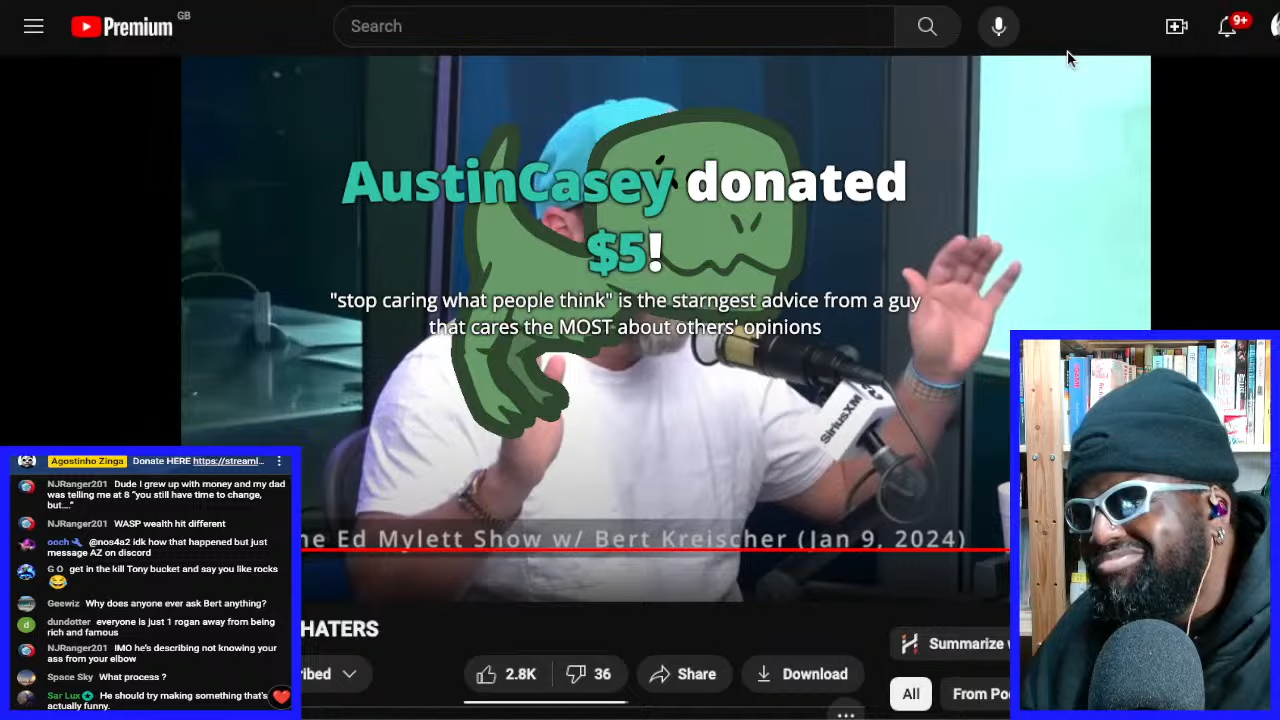 Premium
GB
Search
9+
AustinCasey donated
$5!
"stop caring what people think" is the starngest advice from a guy
that cares the MOST about others' opinions
SiriusXM
he Ed Mylett Show w/ Bert Kreischer (Jan 9, 2024)
HATERS
ribed
2.8K
36
Share
Download
Summarize
All
From Po
Agostinho Zinga Donate HERE https://streaml...
NJRanger201 Dude I grew up with money and my dad
was telling me at 8 "you still have time to change,
but...."
NJRanger201 WASP wealth hit different
ooch @nos4a2 idk how that happened but just
message AZ on discord
G O get in the kill Tony bucket and say you like rocks
Geewiz Why does anyone ever ask Bert anything?
dundotter everyone is just 1 rogan away from being
rich and famous
NJRanger201 IMO he's describing not knowing your
ass from your elbow
Space Sky What process ?
Sar Lux He should try making something that's
actually funny.